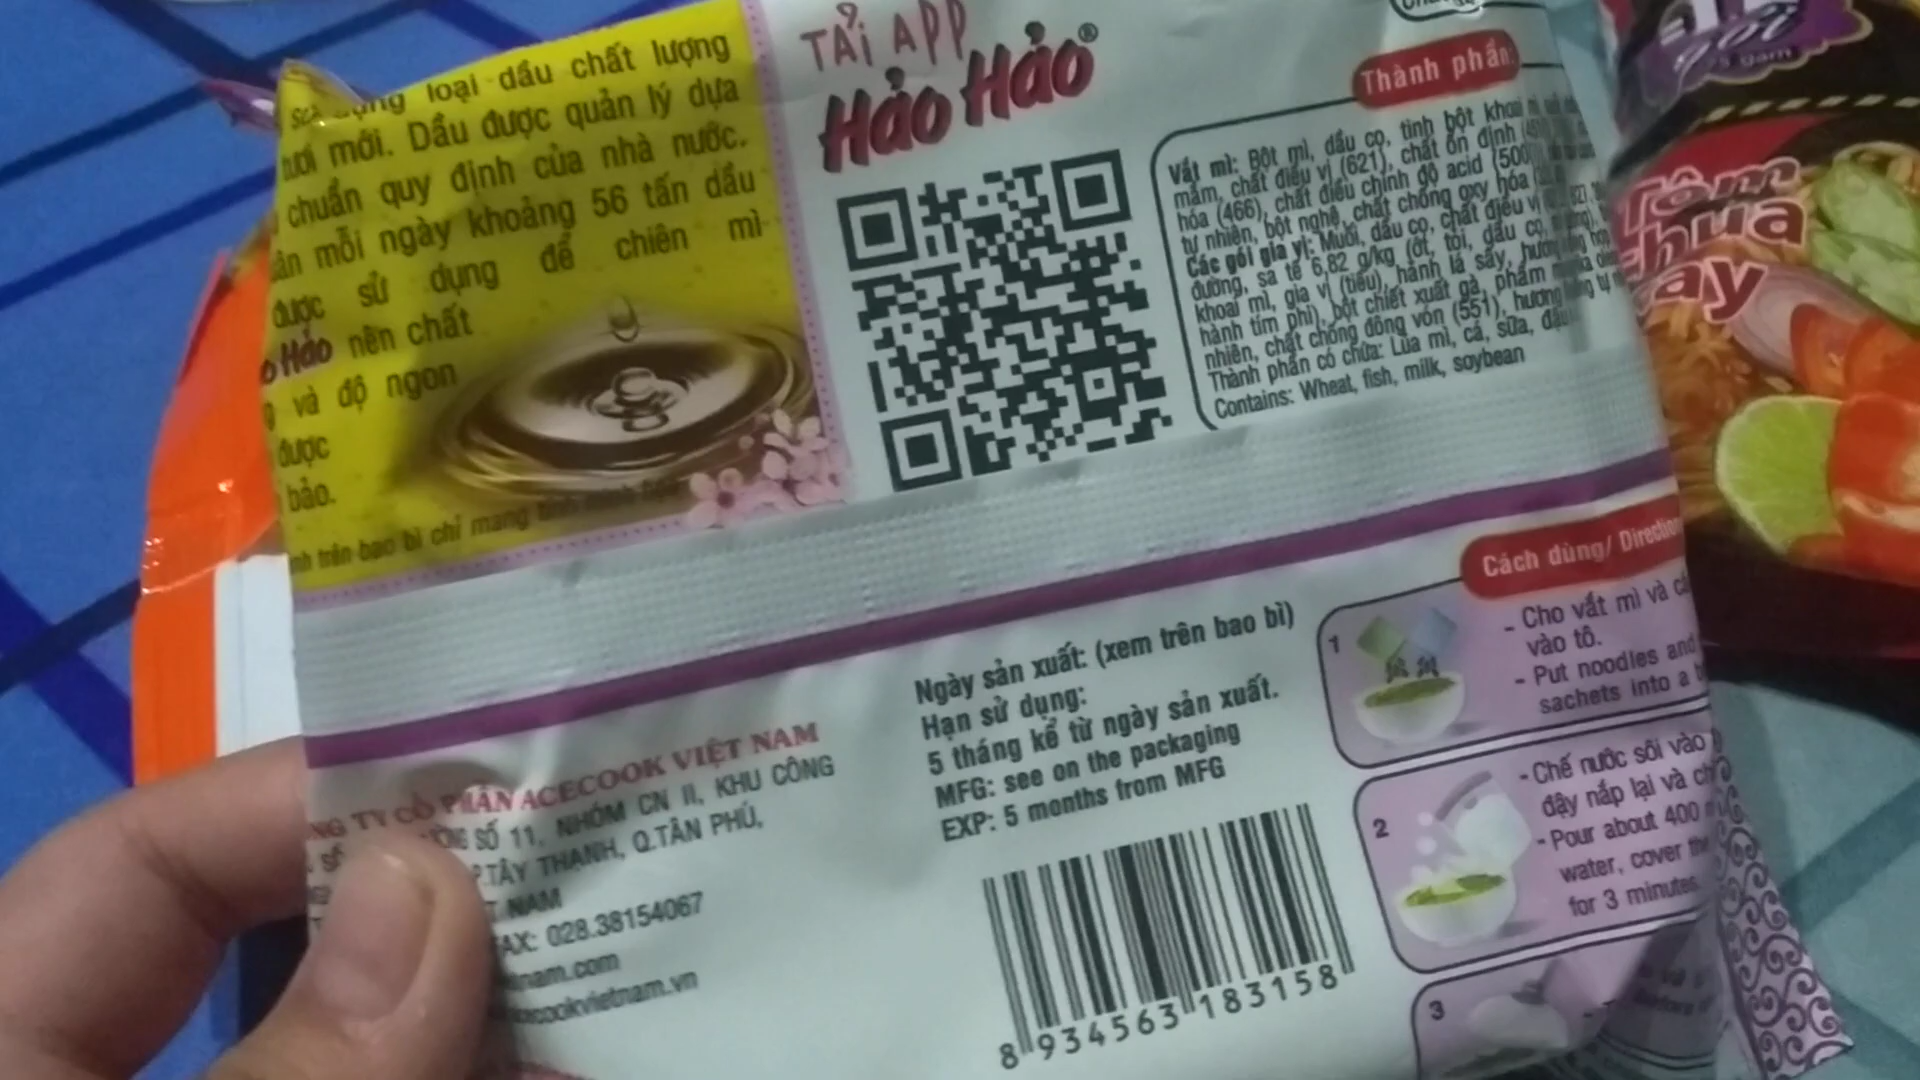 loại dầu chất lượng
mới. Dầu được quản lý dựa
chuẩn quy định của nhà nước.
mỗi ngày khoảng 56 tấn dầu
được sử dụng để chiên mì
Hảo nên chất
và độ ngon
được
bảo.
trên bao bì chỉ mang
TẢI APP
Hảo Hảo®
Thành phần:
Vắt mì: Bột mì, dầu cọ, tinh bột khoai mì
mắm, chất điều vị (621), chất ổn định
hóa (466), chất điều chỉnh độ acid (500
tự nhiên, bột nghệ, chất chống oxy hóa
Các gói gia vị: Muối, dầu cọ, chất điều vị
đường, sa tế 6,82 g/kg (ớt, tỏi, dầu cọ,
khoai mì, gia vị (tiêu), hành lá sấy, hương
hành tím phi), bột chiết xuất gà, phẩm
nhiên, chất chống đông vón (551), hương
Thành phần có chứa: Lúa mì, cá, sữa, đậu
Contains: Wheat, fish, milk, soybean
Cách dùng/ Direction
1
- Cho vắt mì và
vào tô.
- Put noodles and
sachets into a
2
- Chế nước sôi vào
đậy nắp lại và
- Pour about 400
water, cover the
for 3 minutes
3
Ngày sản xuất: (xem trên bao bì)
Hạn sử dụng:
5 tháng kể từ ngày sản xuất.
MFG: see on the packaging
EXP: 5 months from MFG
TY CỔ PHẦN ACECOOK VIỆT NAM
SỐ 11, NHÓM CN II, KHU CÔNG
P.TÂY THẠNH, Q.TÂN PHÚ,
NAM
FAX: 028.38154067
nam.com
acecookvietnam.vn
8 934563 183158
gói
Tôm
chua
cay